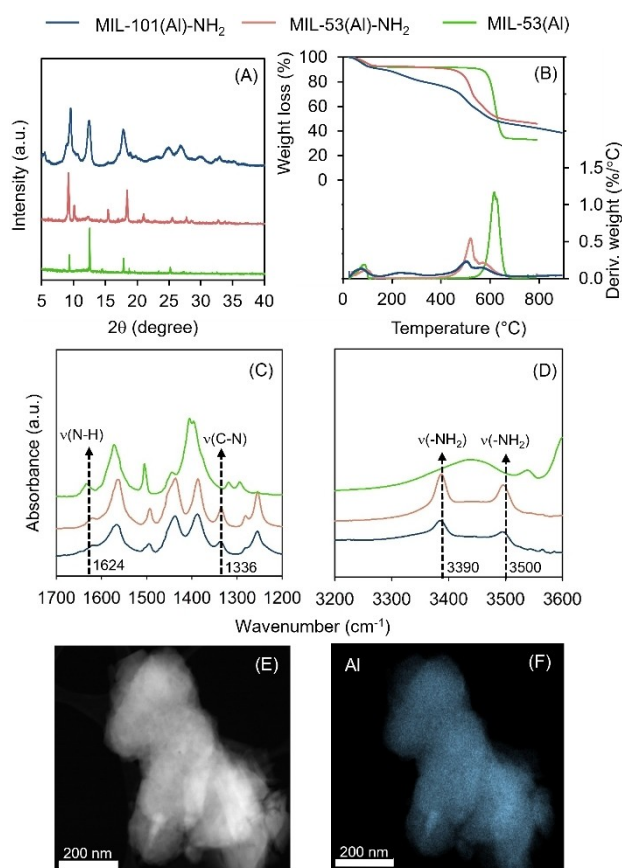 MIL-101(Al)-NH₂ MIL-53(Al)-NH₂ MIL-53(Al)
(A)
Intensity (a.u.)
5 10 15 20 25 30 35 40
2θ (degree)
(B)
Weight loss (%)
100
80
60
40
20
0
1.5
1.0
0.5
0.0
Deriv. weight (%/°C)
0 200 400 600 800
Temperature (°C)
(C)
ν(N-H)
ν(C-N)
1624
1336
Absorbance (a.u.)
1700 1600 1500 1400 1300 1200
(D)
ν(-NH₂)
ν(-NH₂)
3390
3500
3200 3300 3400 3500 3600
Wavenumber (cm⁻¹)
(E)
200 nm
Al
(F)
200 nm